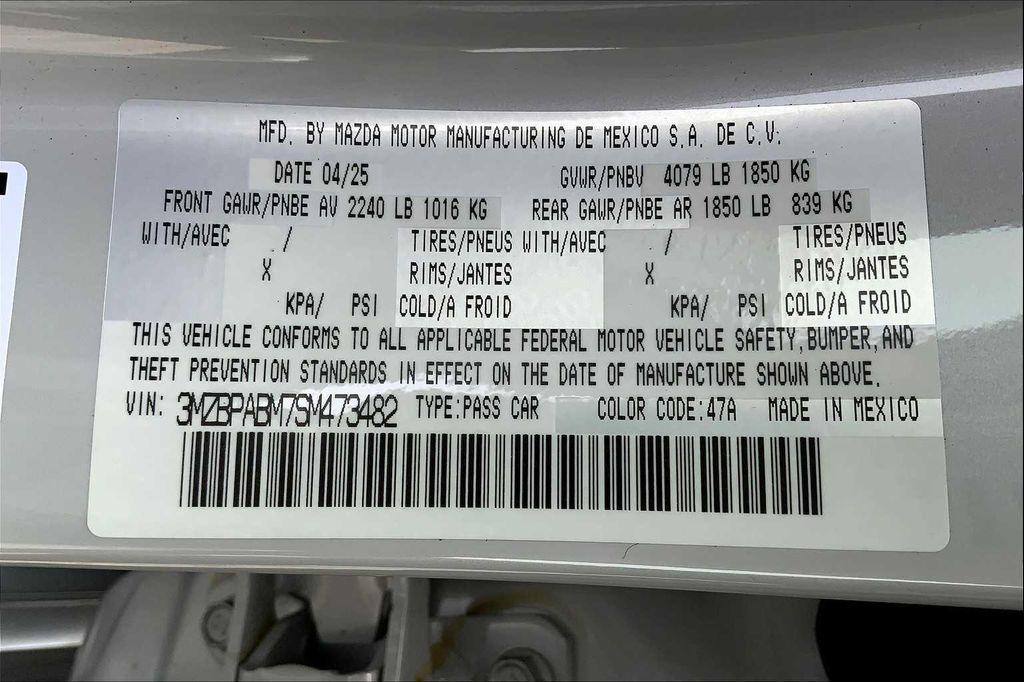 MFD. BY MAZDA MOTOR MANUFACTURING DE MEXICO S.A. DE C.V.
DATE 04/25 GVWR/PNBV 4079 LB 1850 KG
FRONT GAWR/PNBE AV 2240 LB 1016 KG REAR GAWR/PNBE AR 1850 LB 839 KG
WITH/AVEC / TIRES/PNEUS WITH/AVEC / TIRES/PNEUS
X RIMS/JANTES X RIMS/JANTES
KPA/ PSI COLD/A FROID KPA/ PSI COLD/A FROID
THIS VEHICLE CONFORMS TO ALL APPLICABLE FEDERAL MOTOR VEHICLE SAFETY, BUMPER, AND
THEFT PREVENTION STANDARDS IN EFFECT ON THE DATE OF MANUFACTURE SHOWN ABOVE.
VIN: 3MZBPABM7SM473482 TYPE:PASS CAR COLOR CODE:47A MADE IN MEXICO